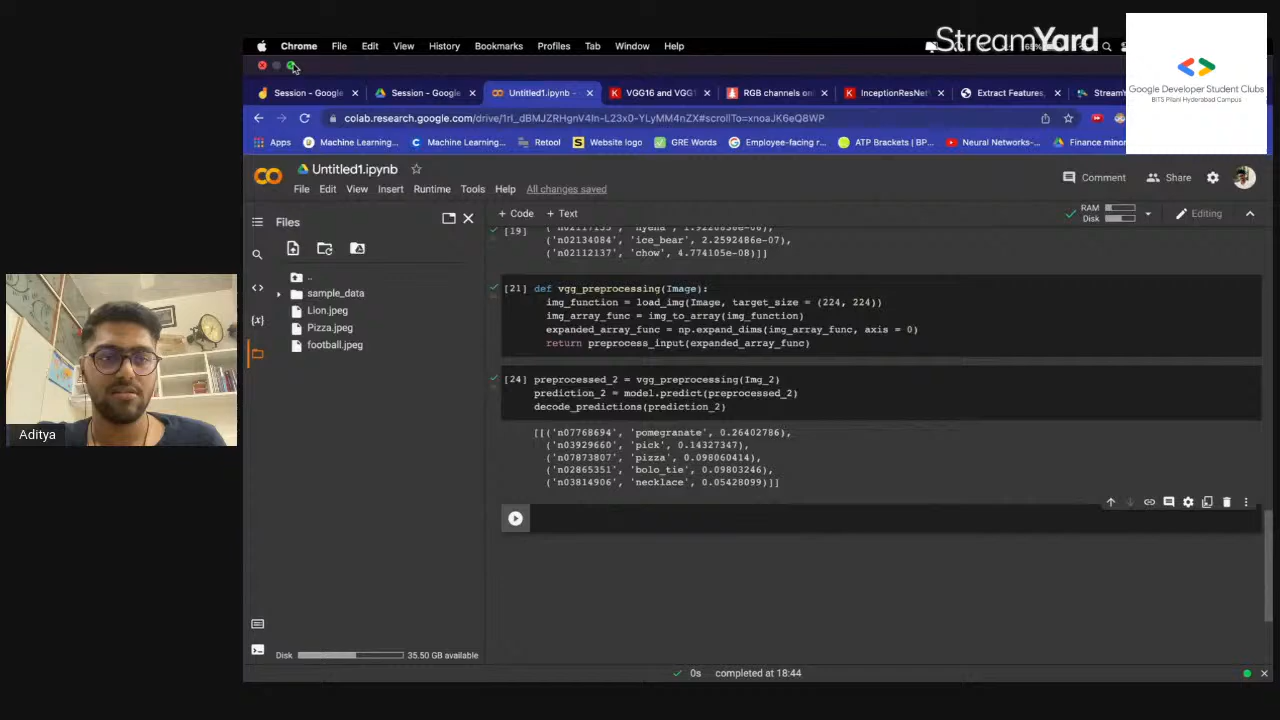 StreamYard
Google Developer Student Clubs
BITS Pilani Hyderabad Campus
Chrome File Edit View History Bookmarks Profiles Tab Window Help
Session - Google
Session - Google
Untitled1.ipynb -
VGG16 and VGG
RGB channels on
InceptionResNet
Extract Features,
StreamY
colab.research.google.com/drive/1rI_dBMJZRHgnV4In-L23x0-YLyMM4nZX#scrollTo=xnoaJK6eQ8WP
Apps
Machine Learning...
Machine Learning...
Retool
Website logo
GRE Words
Employee-facing r...
ATP Brackets | BP...
Neural Networks-...
Finance minor
Untitled1.ipynb
File Edit View Insert Runtime Tools Help All changes saved
Comment
Share
Files
+ Code + Text
RAM
Disk
Editing
..
sample_data
Lion.jpeg
Pizza.jpeg
football.jpeg
[19]
('n02134084', 'ice_bear', 2.2592486e-07),
('n02112137', 'chow', 4.774105e-08)]]
[21] def vgg_preprocessing(Image):
img_function = load_img(Image, target_size = (224, 224))
img_array_func = img_to_array(img_function)
expanded_array_func = np.expand_dims(img_array_func, axis = 0)
return preprocess_input(expanded_array_func)
[24] preprocessed_2 = vgg_preprocessing(Img_2)
prediction_2 = model.predict(preprocessed_2)
decode_predictions(prediction_2)
[[('n07768694', 'pomegranate', 0.26402786),
('n03929660', 'pick', 0.14327347),
('n07873807', 'pizza', 0.098060414),
('n02865351', 'bolo_tie', 0.09803246),
('n03814906', 'necklace', 0.05428099)]]
Aditya
Disk
35.50 GB available
0s completed at 18:44